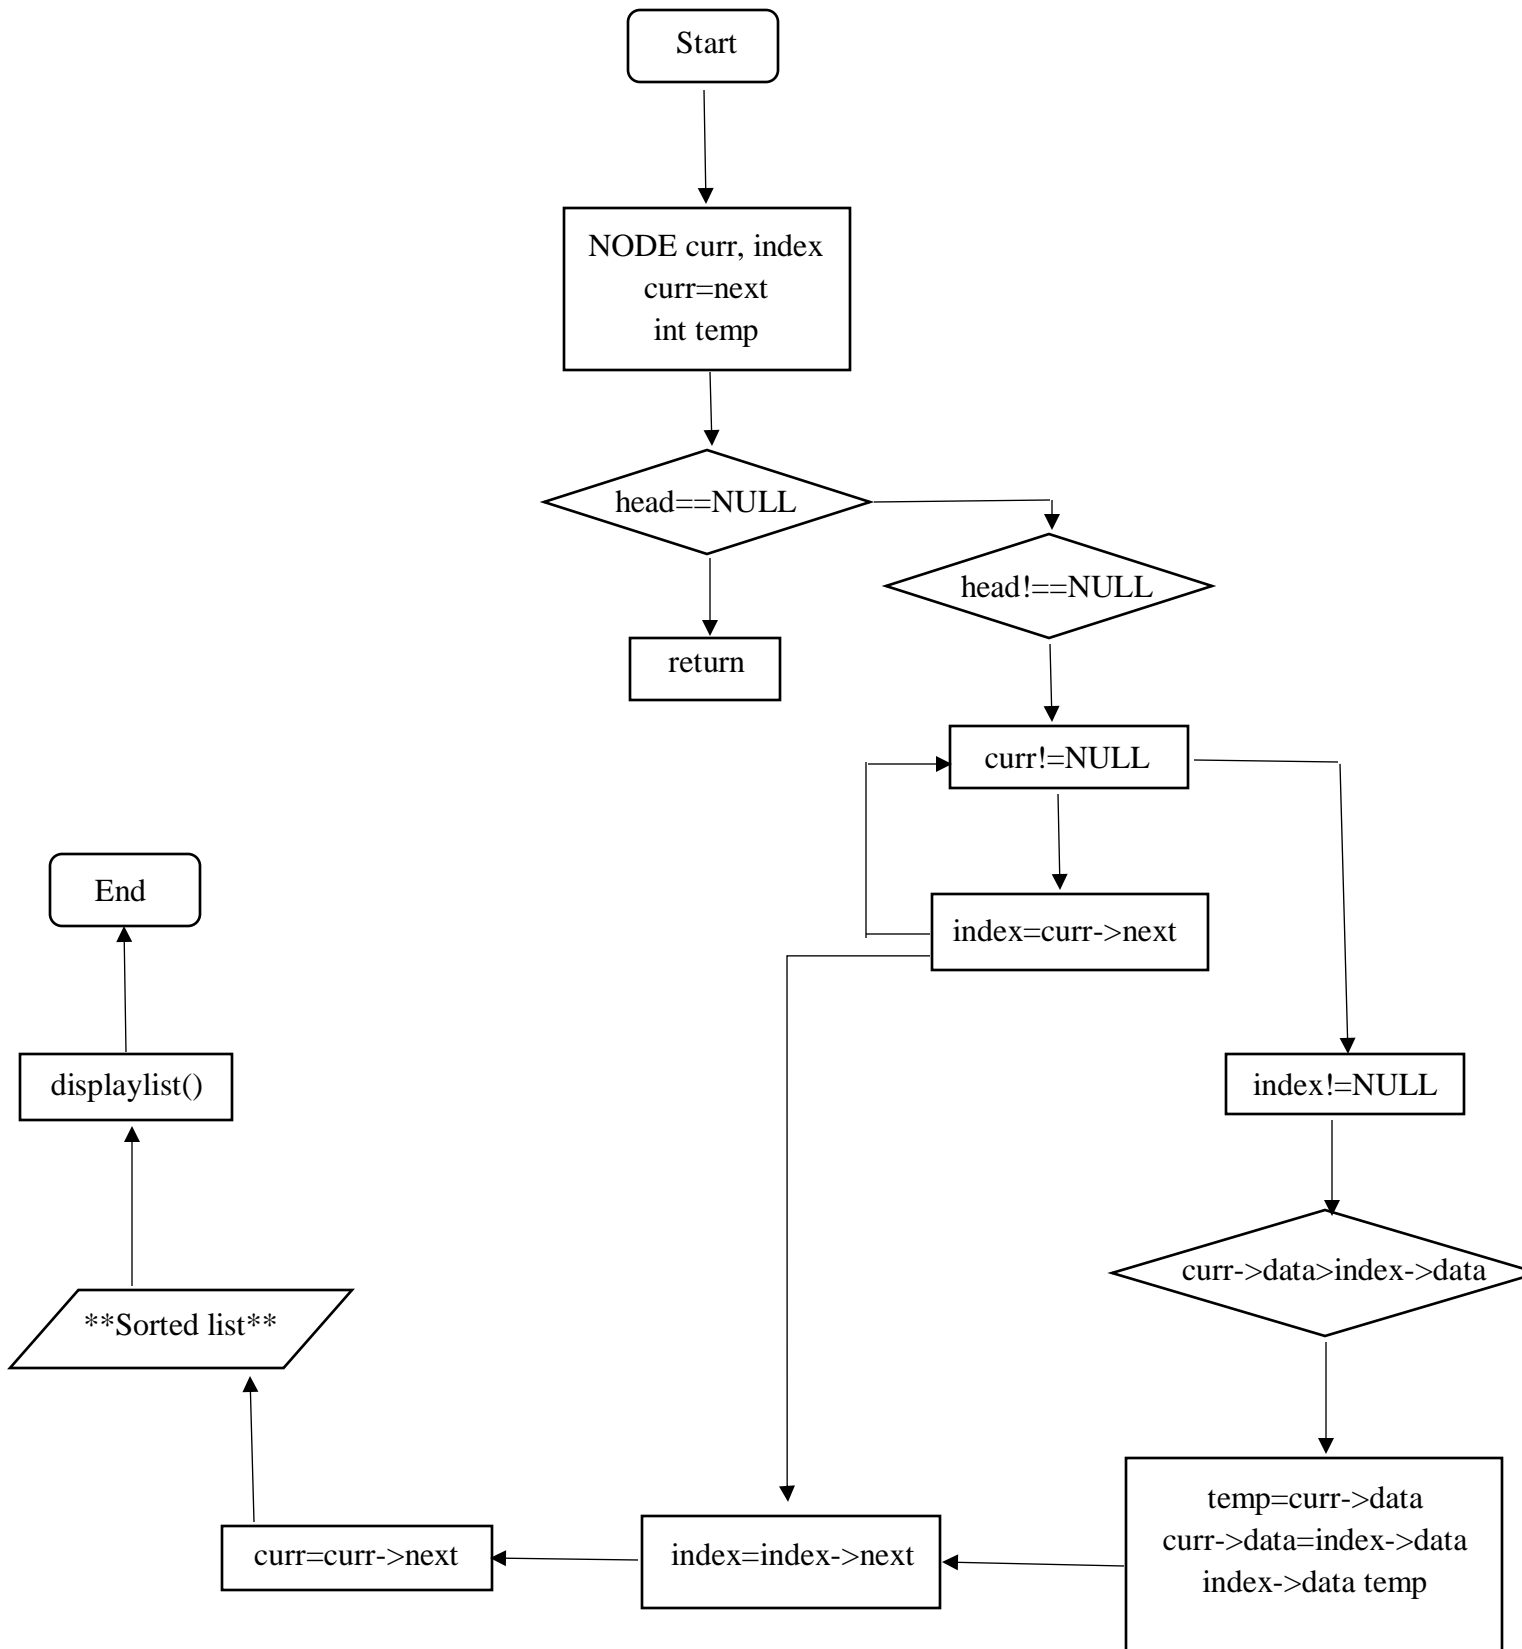 Start
NODE curr, index
curr=next
int temp
head==NULL
head!==NULL
return
curr!=NULL
index=curr->next
End
displaylist()
index!=NULL
curr->data>index->data
**Sorted list**
temp=curr->data
curr->data=index->data
index->data temp
index=index->next
curr=curr->next